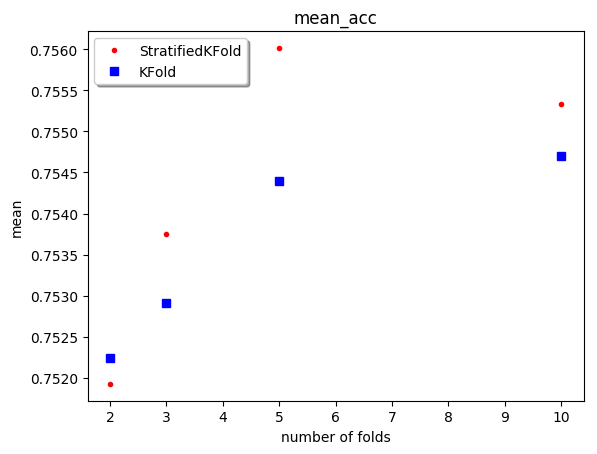 mean_acc
StratifiedKFold
KFold
0.7560
0.7555
0.7550
0.7545
0.7540
0.7535
0.7530
0.7525
0.7520
mean
2 3 4 5 6 7 8 9 10
number of folds